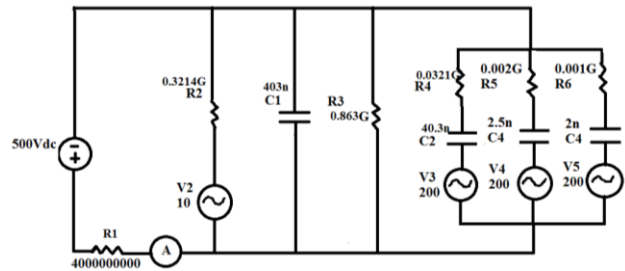 500Vdc
R1
4000000000
A
0.3214G
R2
V2
10
403n
C1
R3
0.863G
0.0321G
R4
40.3n
C2
V3
200
0.002G
R5
2.5n
C4
V4
200
0.001G
R6
2n
C4
V5
200